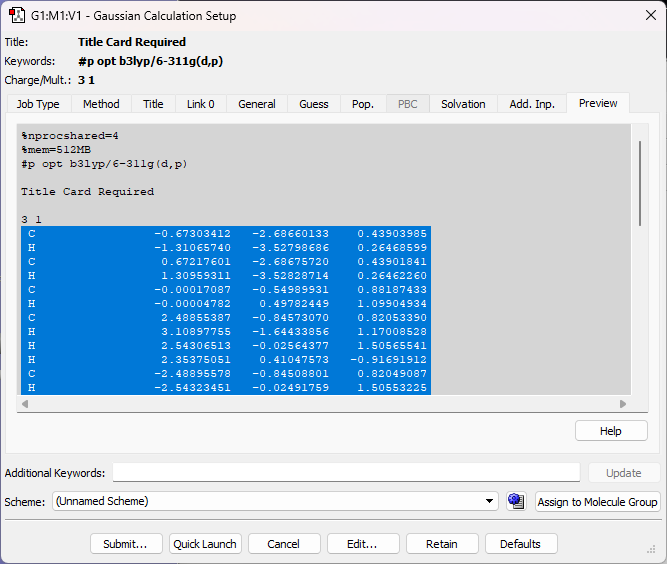 G1:M1:V1 - Gaussian Calculation Setup
Title: Title Card Required
Keywords: #p opt b3lyp/6-311g(d,p)
Charge/Mult.: 3 1
Job Type Method Title Link 0 General Guess Pop. PBC Solvation Add. Inp. Preview
%nprocshared=4
%mem=512MB
#p opt b3lyp/6-311g(d,p)
Title Card Required
3 1
C -0.67303412 -2.68660133 0.43903985
H -1.31065740 -3.52798686 0.26468599
C 0.67217601 -2.68675720 0.43901841
H 1.30959311 -3.52828714 0.26462260
C -0.00017087 -0.54989931 0.88187433
H -0.00004782 0.49782449 1.09904934
C 2.48855387 -0.84573070 0.82053390
H 3.10897755 -1.64433856 1.17008528
H 2.54306513 -0.02564377 1.50565541
H 2.35375051 0.41047573 -0.91691912
C -2.48895578 -0.84508801 0.82049087
H -2.54323451 -0.02491759 1.50553225
Help
Additional Keywords: Update
Scheme: (Unnamed Scheme) Assign to Molecule Group
Submit... Quick Launch Cancel Edit... Retain Defaults